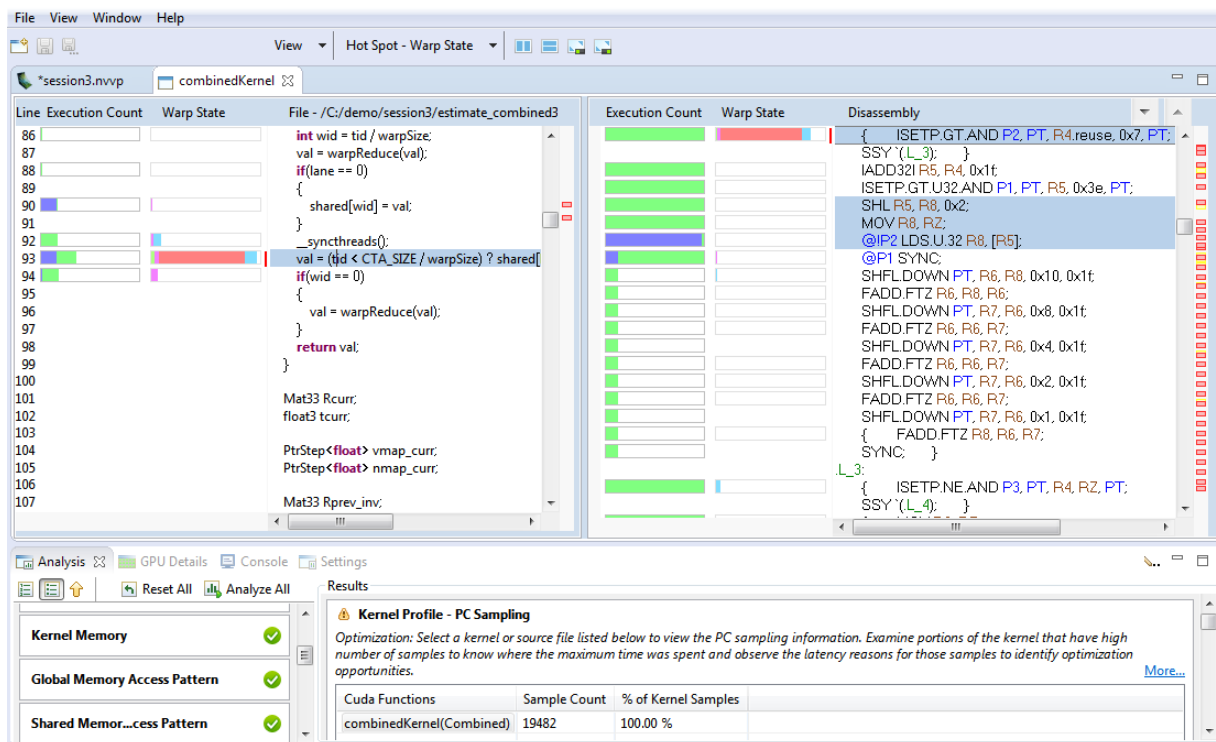 File View Window Help
View Hot Spot - Warp State
*session3.nvvp combinedKernel
Line Execution Count Warp State File - /C:/demo/session3/estimate_combined3
86 int wid = tid / warpSize;
87 val = warpReduce(val);
88 if(lane == 0)
89 {
90 shared[wid] = val;
91 }
92 __syncthreads();
93 val = (tid < CTA_SIZE / warpSize) ? shared[
94 if(wid == 0)
95 {
96 val = warpReduce(val);
97 }
98 return val;
99 }
100
101 Mat33 Rcurr;
102 float3 tcurr;
103
104 PtrStep<float> vmap_curr;
105 PtrStep<float> nmap_curr;
106
107 Mat33 Rprev_inv;
Execution Count Warp State Disassembly
{ ISETP.GT.AND P2, PT, R4.reuse, 0x7, PT;
SSY `(.L_3); }
IADD32I R5, R4, 0x1f;
ISETP.GT.U32.AND P1, PT, R5, 0x3e, PT;
SHL R5, R8, 0x2;
MOV R8, RZ;
@!P2 LDS.U.32 R8, [R5];
@P1 SYNC;
SHFL.DOWN PT, R6, R8, 0x10, 0x1f;
FADD.FTZ R6, R8, R6;
SHFL.DOWN PT, R7, R6, 0x8, 0x1f;
FADD.FTZ R6, R6, R7;
SHFL.DOWN PT, R7, R6, 0x4, 0x1f;
FADD.FTZ R6, R6, R7;
SHFL.DOWN PT, R7, R6, 0x2, 0x1f;
FADD.FTZ R6, R6, R7;
SHFL.DOWN PT, R7, R6, 0x1, 0x1f;
{ FADD.FTZ R8, R6, R7;
SYNC; }
.L_3:
{ ISETP.NE.AND P3, PT, R4, RZ, PT;
SSY `(.L_4); }
Analysis GPU Details Console Settings
Reset All Analyze All
Kernel Memory
Global Memory Access Pattern
Shared Memor...cess Pattern
Results
Kernel Profile - PC Sampling
Optimization: Select a kernel or source file listed below to view the PC sampling information. Examine portions of the kernel that have high
number of samples to know where the maximum time was spent and observe the latency reasons for those samples to identify optimization
opportunities.
More...
Cuda Functions Sample Count % of Kernel Samples
combinedKernel(Combined) 19482 100.00 %